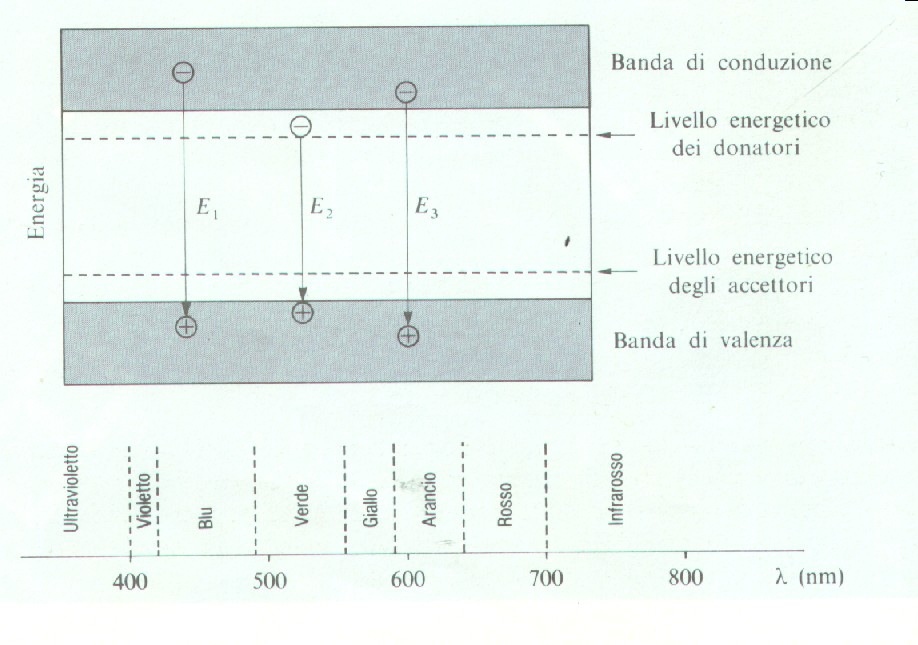 Banda di conduzione
Livello energetico
dei donatori
Energia
E1
E2
E3
Livello energetico
degli accettori
Banda di valenza
Ultravioletto
Violetto
Blu
Verde
Giallo
Arancio
Rosso
Infrarosso
400
500
600
700
800
λ (nm)